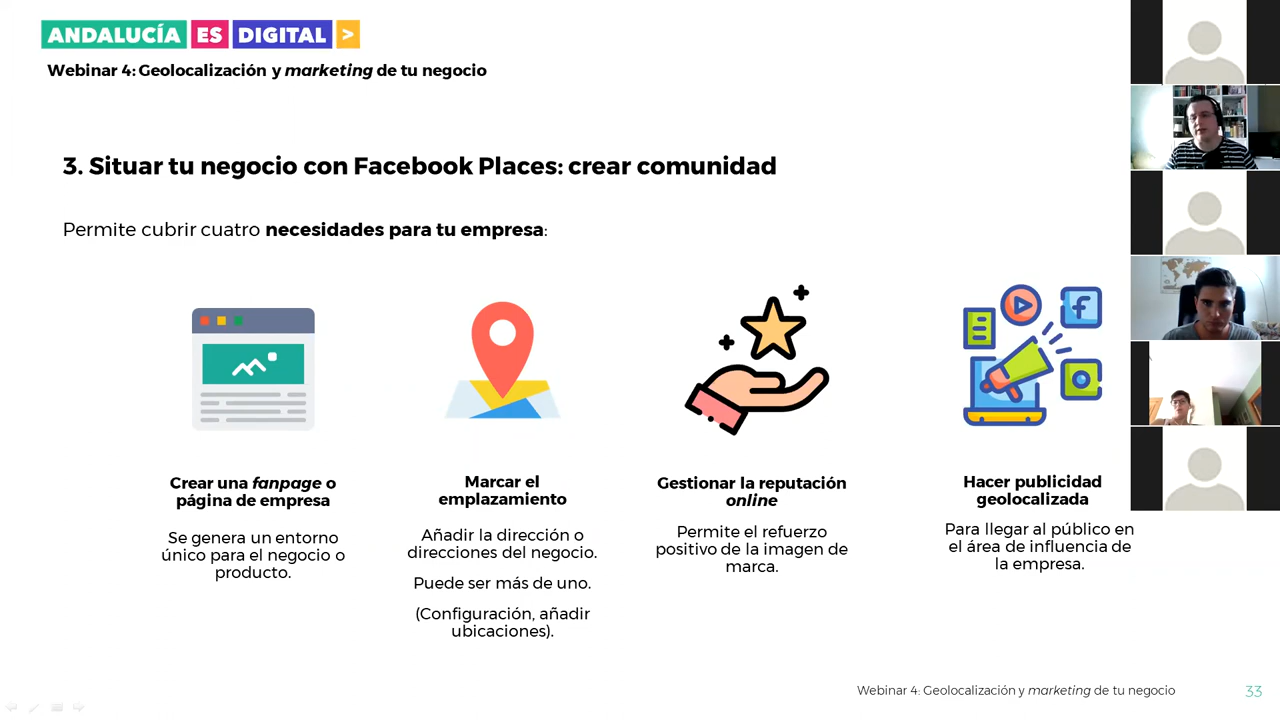 ANDALUCÍA ES DIGITAL >
Webinar 4: Geolocalización y marketing de tu negocio
3. Situar tu negocio con Facebook Places: crear comunidad
Permite cubrir cuatro necesidades para tu empresa:
Crear una fanpage o
página de empresa
Se genera un entorno
único para el negocio o
producto.
Marcar el
emplazamiento
Añadir la dirección o
direcciones del negocio.
Puede ser más de uno.
(Configuración, añadir
ubicaciones).
Gestionar la reputación
online
Permite el refuerzo
positivo de la imagen de
marca.
Hacer publicidad
geolocalizada
Para llegar al público en
el área de influencia de
la empresa.
Webinar 4: Geolocalización y marketing de tu negocio
33